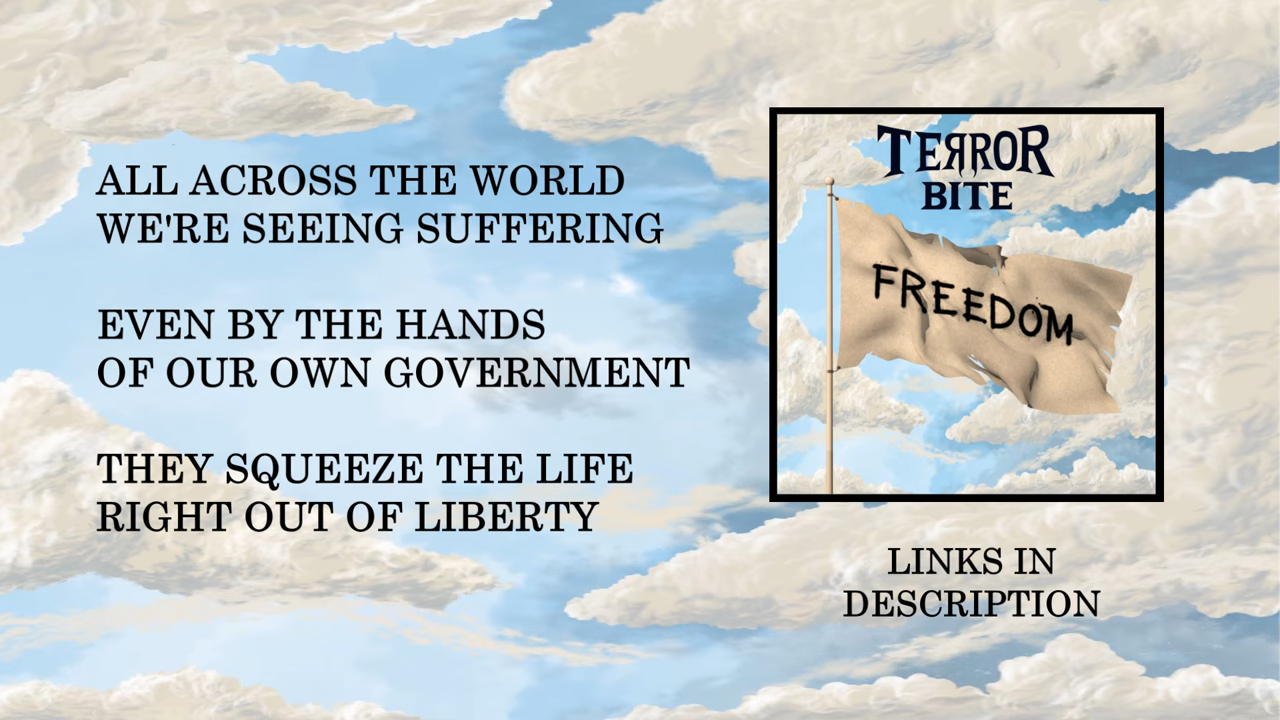 ALL ACROSS THE WORLD
WE'RE SEEING SUFFERING
EVEN BY THE HANDS
OF OUR OWN GOVERNMENT
THEY SQUEEZE THE LIFE
RIGHT OUT OF LIBERTY
TERROR
BITE
FREEDOM
LINKS IN
DESCRIPTION